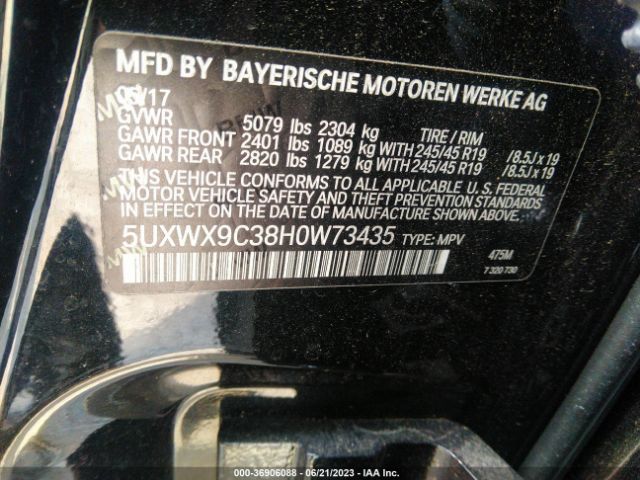 MFD BY BAYERISCHE MOTOREN WERKE AG
05/17
GVWR 5079 lbs 2304 kg TIRE / RIM
GAWR FRONT 2401 lbs 1089 kg WITH 245/45 R19 /8.5J x 19
GAWR REAR 2820 lbs 1279 kg WITH 245/45 R19 /8.5J x 19
THIS VEHICLE CONFORMS TO ALL APPLICABLE U. S. FEDERAL
MOTOR VEHICLE SAFETY AND THEFT PREVENTION STANDARDS
IN EFFECT ON THE DATE OF MANUFACTURE SHOWN ABOVE.
5UXWX9C38H0W73435 TYPE: MPV
475M
7 320 730
000-36906088 - 06/21/2023 - IAA Inc.